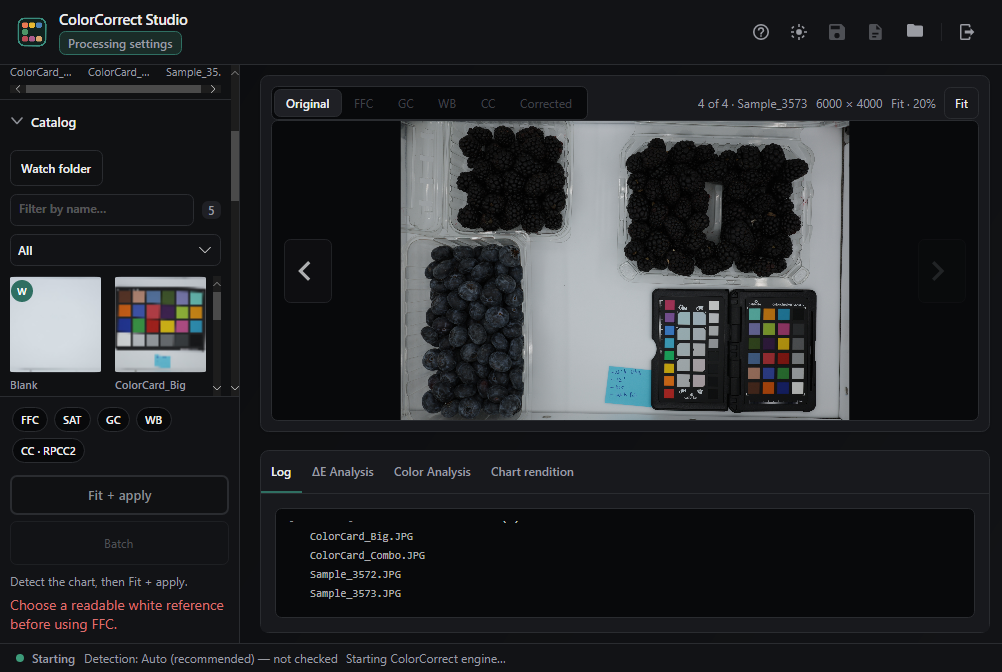 ColorCorrect Studio
Processing settings
ColorCard_... ColorCard_... Sample_35.
Catalog
Watch folder
Filter by name... 5
All
W
Blank ColorCard_Big
FFC SAT GC WB
CC · RPCC2
Fit + apply
Batch
Detect the chart, then Fit + apply.
Choose a readable white reference
before using FFC.
Original FFC GC WB CC Corrected 4 of 4 · Sample_3573 6000 × 4000 Fit · 20% Fit
Log ΔE Analysis Color Analysis Chart rendition
ColorCard_Big.JPG
ColorCard_Combo.JPG
Sample_3572.JPG
Sample_3573.JPG
Starting Detection: Auto (recommended) — not checked Starting ColorCorrect engine...